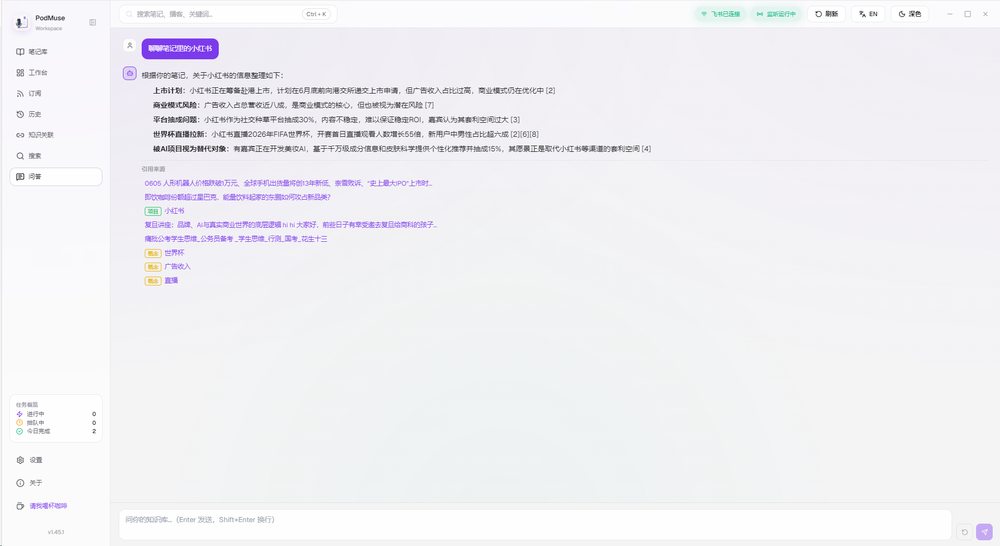 PodMuse
Workspace
笔记库
工作台
订阅
历史
知识关联
搜索
问答
任务概览
进行中 0
排队中 0
今日完成 2
设置
关于
请我喝杯咖啡
v1.45.1
搜索笔记、播客、关键词... Ctrl + K
飞书已连接 监听运行中 刷新 EN 深色
聊聊笔记里的小红书
根据你的笔记，关于小红书的信息整理如下：
上市计划：小红书正在筹备赴港上市，计划在6月底前向港交所递交上市申请，但广告收入占比过高，商业模式仍在优化中 [2]
商业模式风险：广告收入占总营收近八成，是商业模式的核心，但也被视为潜在风险 [7]
平台抽成问题：小红书作为社交种草平台抽成30%，内容不稳定，难以保证稳定ROI，嘉宾认为其套利空间过大 [3]
世界杯直播拉新：小红书直播2026年FIFA世界杯，开赛首日直播观看人数增长55倍，新用户中男性占比超六成 [2][6][8]
被AI项目视为替代对象：有嘉宾正在开发美妆AI，基于千万级成分信息和皮肤科学提供个性化推荐并抽成15%，其愿景正是取代小红书等渠道的套利空间 [4]
引用来源
0605 人形机器人价格跌破1万元、全球手机出货量将创13年新低、奈雪败诉、“史上最大IPO”上市时...
即饮咖啡份额超过星巴克，能量饮料起家的东鹏如何攻占新品类？
项目 小红书
复旦讲座：品牌、AI与真实商业世界的底层逻辑 hi hi 大家好，前些日子有幸受邀去复旦给商科的孩子...
痛批公考学生思维_公务员备考 _学生思维_行测_国考_花生十三
概念 世界杯
概念 广告收入
概念 直播
问你的知识库...（Enter 发送，Shift+Enter 换行）